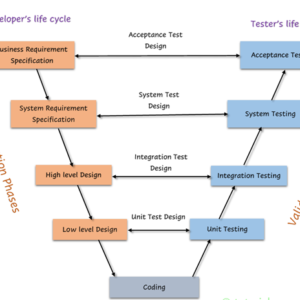 eloper's life cycle
Tester's life
Acceptance Test
Design
usiness Requirement
Specification
Acceptance Test
System Test
Design
System Requirement
Specification
System Testing
Integration Test
Design
High level Design
Integration Testing
tion Phases
Unit Test Design
Low level Design
Unit Testing
Valid
Coding